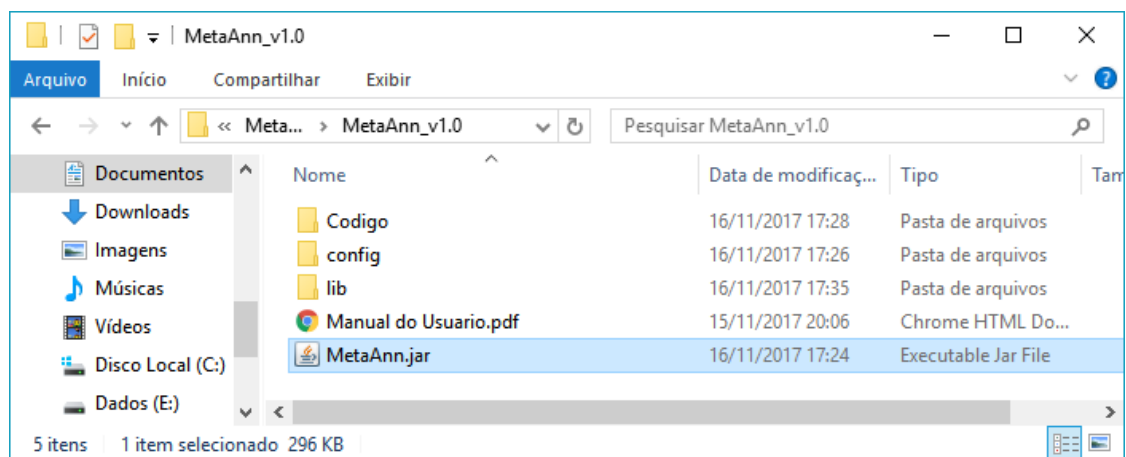 MetaAnn_v1.0
Arquivo Início Compartilhar Exibir
« Meta... › MetaAnn_v1.0 Pesquisar MetaAnn_v1.0
Documentos Nome Data de modificaç... Tipo Tam
Downloads Codigo 16/11/2017 17:28 Pasta de arquivos
Imagens config 16/11/2017 17:26 Pasta de arquivos
Músicas lib 16/11/2017 17:35 Pasta de arquivos
Vídeos Manual do Usuario.pdf 15/11/2017 20:06 Chrome HTML Do...
Disco Local (C:) MetaAnn.jar 16/11/2017 17:24 Executable Jar File
Dados (E:)
5 itens 1 item selecionado 296 KB